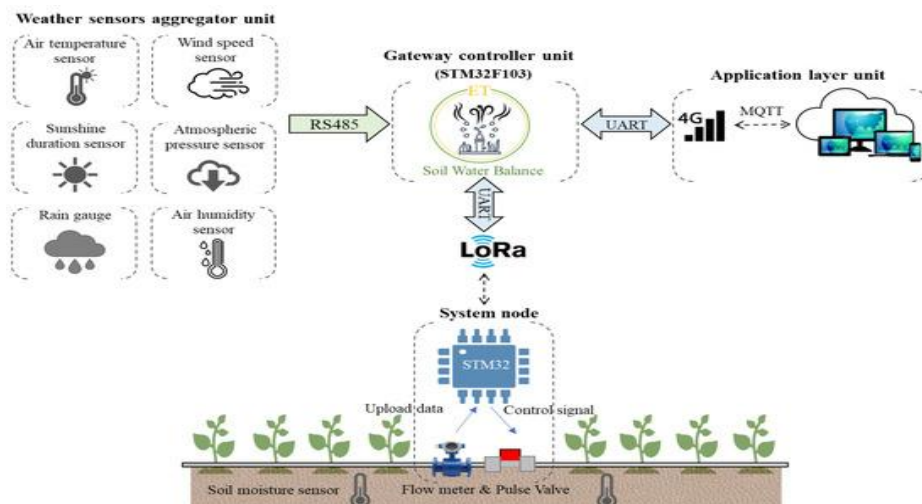 Weather sensors aggregator unit
Air temperature
sensor
Wind speed
sensor
Sunshine
duration sensor
Atmospheric
pressure sensor
Rain gauge
Air humidity
sensor
RS485
Gateway controller unit
(STM32F103)
ET
Soil Water Balance
UART
Application layer unit
4G
MQTT
UART
LoRa
System node
STM32
Upload data
Control signal
Soil moisture sensor
Flow meter & Pulse Valve